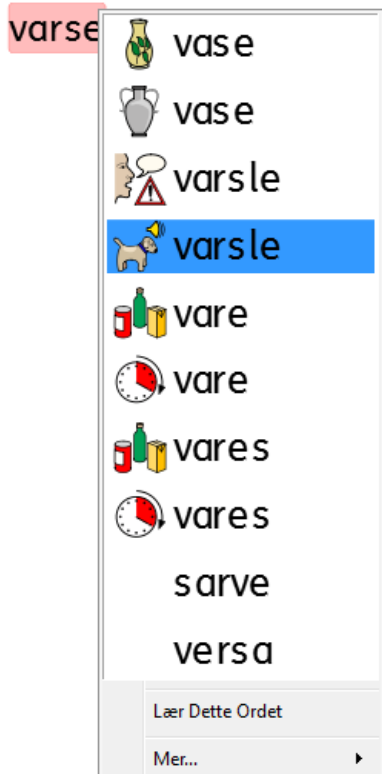 varse
vase
vase
varsle
varsle
vare
vare
vares
vares
sarve
versa
Lær Dette Ordet
Mer...